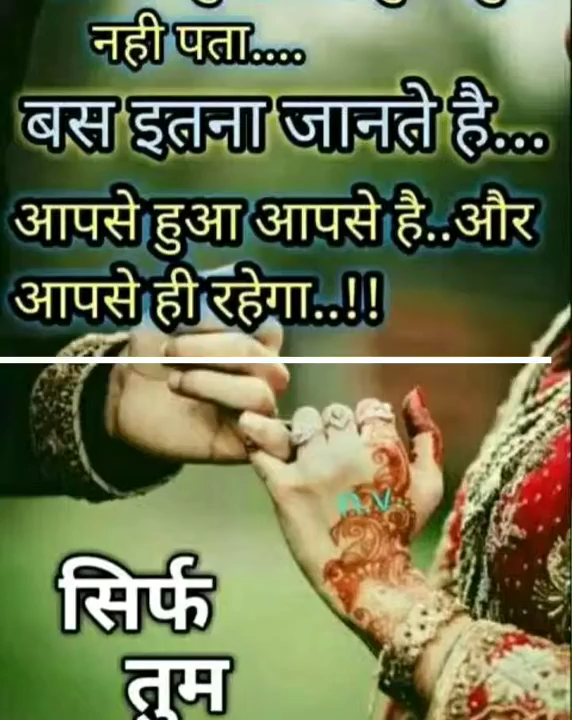 नही पता....
बस इतना जानते है...
आपसे हुआ आपसे है..और
आपसे ही रहेगा..!!
A.V
सिर्फ
तुम